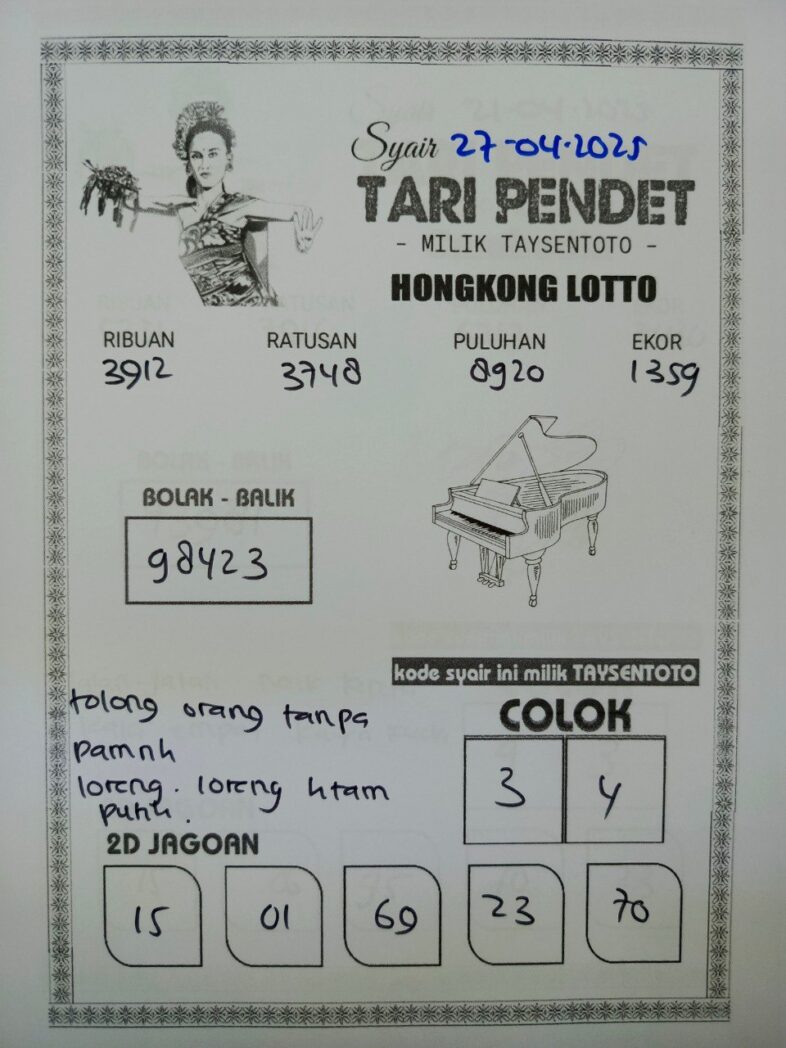 Syair 27-04-2025
TARI PENDET
- MILIK TAYSENTOTO -
HONGKONG LOTTO
RIBUAN RATUSAN PULUHAN EKOR
3912 3748 8920 1359
BOLAK - BALIK
98423
kode syair ini milik TAYSENTOTO
COLOK
3 4
tolong orang tanpa
pamrih
loreng . loreng hitam
putih .
2D JAGOAN
15 01 69 23 70